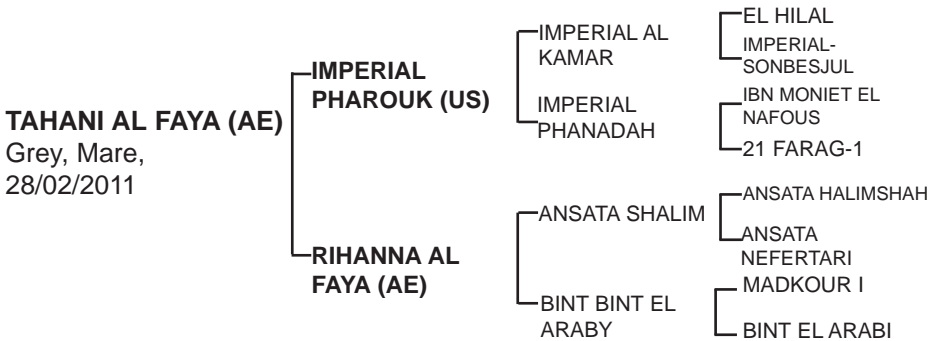 TAHANI AL FAYA (AE)
Grey, Mare,
28/02/2011
IMPERIAL
PHAROUK (US)
RIHANNA AL
FAYA (AE)
IMPERIAL AL
KAMAR
IMPERIAL
PHANADAH
ANSATA SHALIM
BINT BINT EL
ARABY
EL HILAL
IMPERIAL-
SONBESJUL
IBN MONIET EL
NAFOUS
21 FARAG-1
ANSATA HALIMSHAH
ANSATA
NEFERTARI
MADKOUR I
BINT EL ARABI